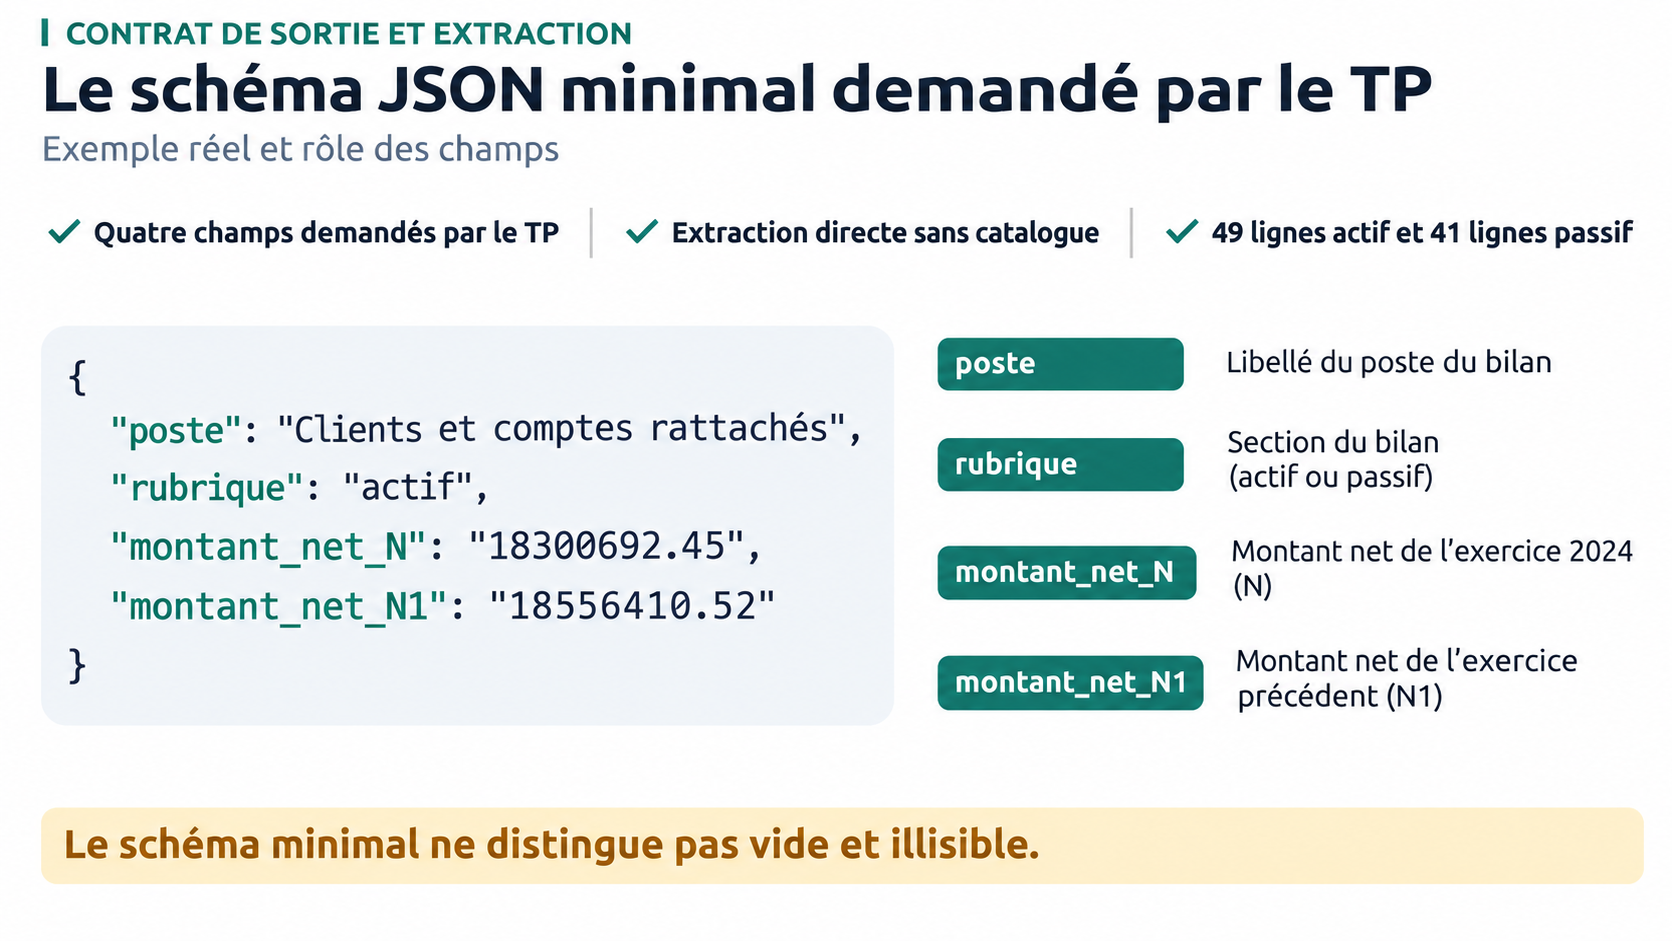 CONTRAT DE SORTIE ET EXTRACTION
Le schéma JSON minimal demandé par le TP
Exemple réel et rôle des champs
Quatre champs demandés par le TP
Extraction directe sans catalogue
49 lignes actif et 41 lignes passif
{
"poste": "Clients et comptes rattachés",
"rubrique": "actif",
"montant_net_N": "18300692.45",
"montant_net_N1": "18556410.52"
}
poste
Libellé du poste du bilan
rubrique
Section du bilan
(actif ou passif)
montant_net_N
Montant net de l’exercice 2024
(N)
montant_net_N1
Montant net de l’exercice
précédent (N1)
Le schéma minimal ne distingue pas vide et illisible.